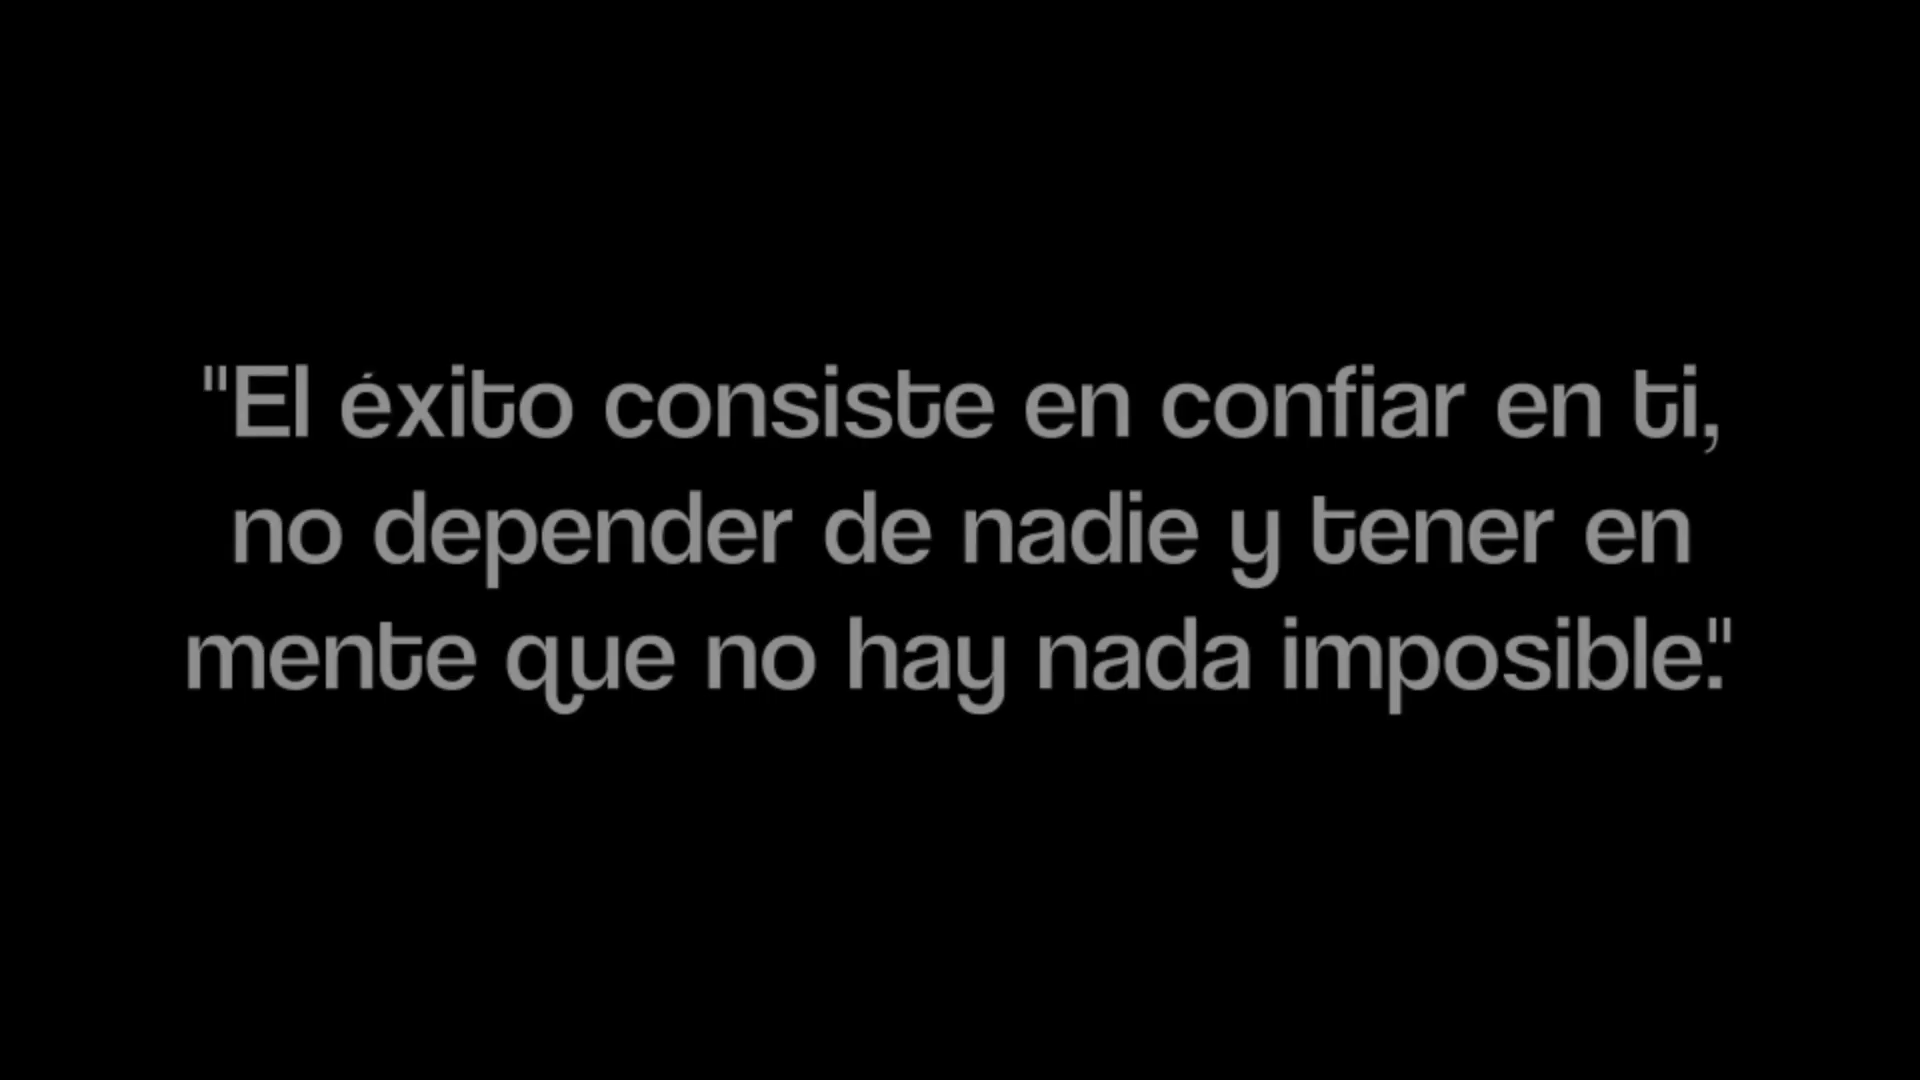 "El éxito consiste en confiar en ti,
no depender de nadie y tener en
mente que no hay nada imposible."